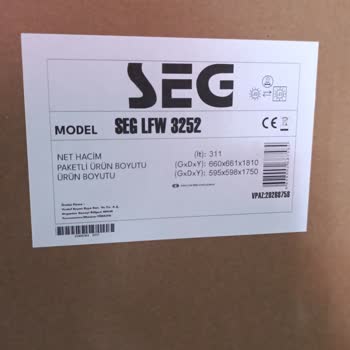 SEG
MODEL SEG LFW 3252
NET HACİM (lt): 311
PAKETLİ ÜRÜN BOYUTU (GxDxY): 660x661x1810
ÜRÜN BOYUTU (GxDxY): 595x598x1750
VPAZ:20286758